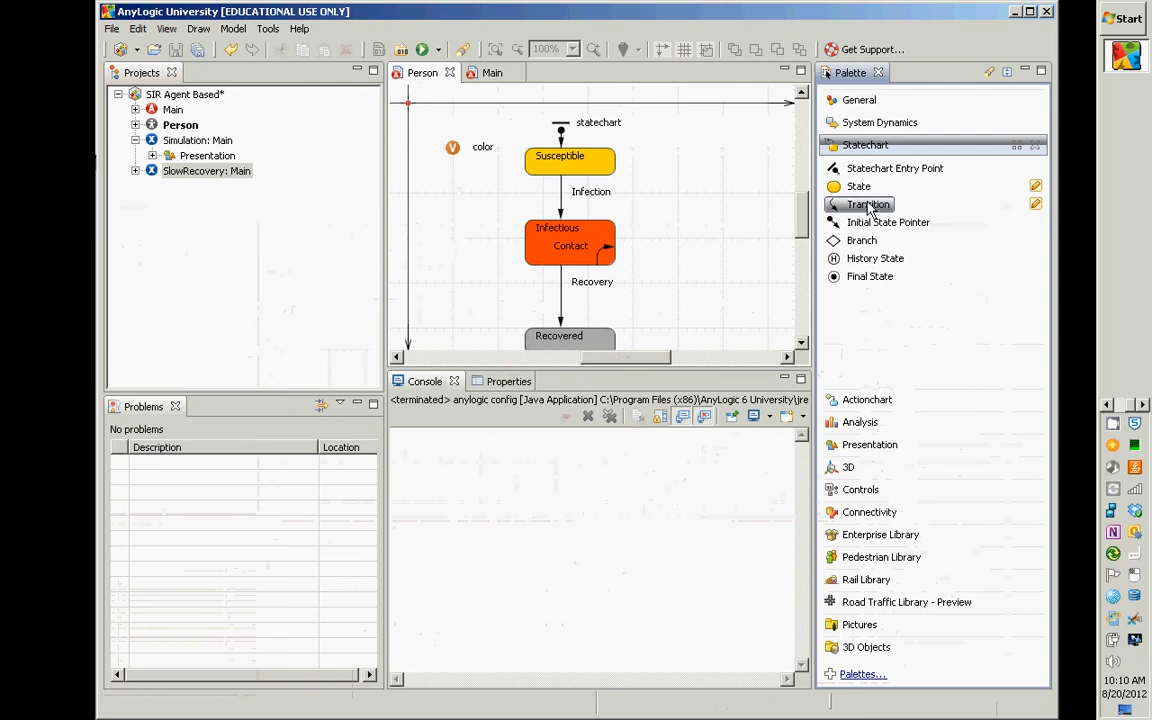 AnyLogic University [EDUCATIONAL USE ONLY]
File Edit View Draw Model Tools Help
100% Get Support...
Projects
SIR Agent Based*
Main
Person
Simulation: Main
Presentation
SlowRecovery: Main
Problems
No problems
Description Location
Person Main
statechart
color
Susceptible
Infection
Infectious
Contact
Recovery
Recovered
Console Properties
<terminated> anylogic config [Java Application] C:\Program Files (x86)\AnyLogic 6 University\jre
Palette
General
System Dynamics
Statechart
Statechart Entry Point
State
Transition
Initial State Pointer
Branch
History State
Final State
Actionchart
Analysis
Presentation
3D
Controls
Connectivity
Enterprise Library
Pedestrian Library
Rail Library
Road Traffic Library - Preview
Pictures
3D Objects
Palettes...
Start
10:10 AM
8/20/2012